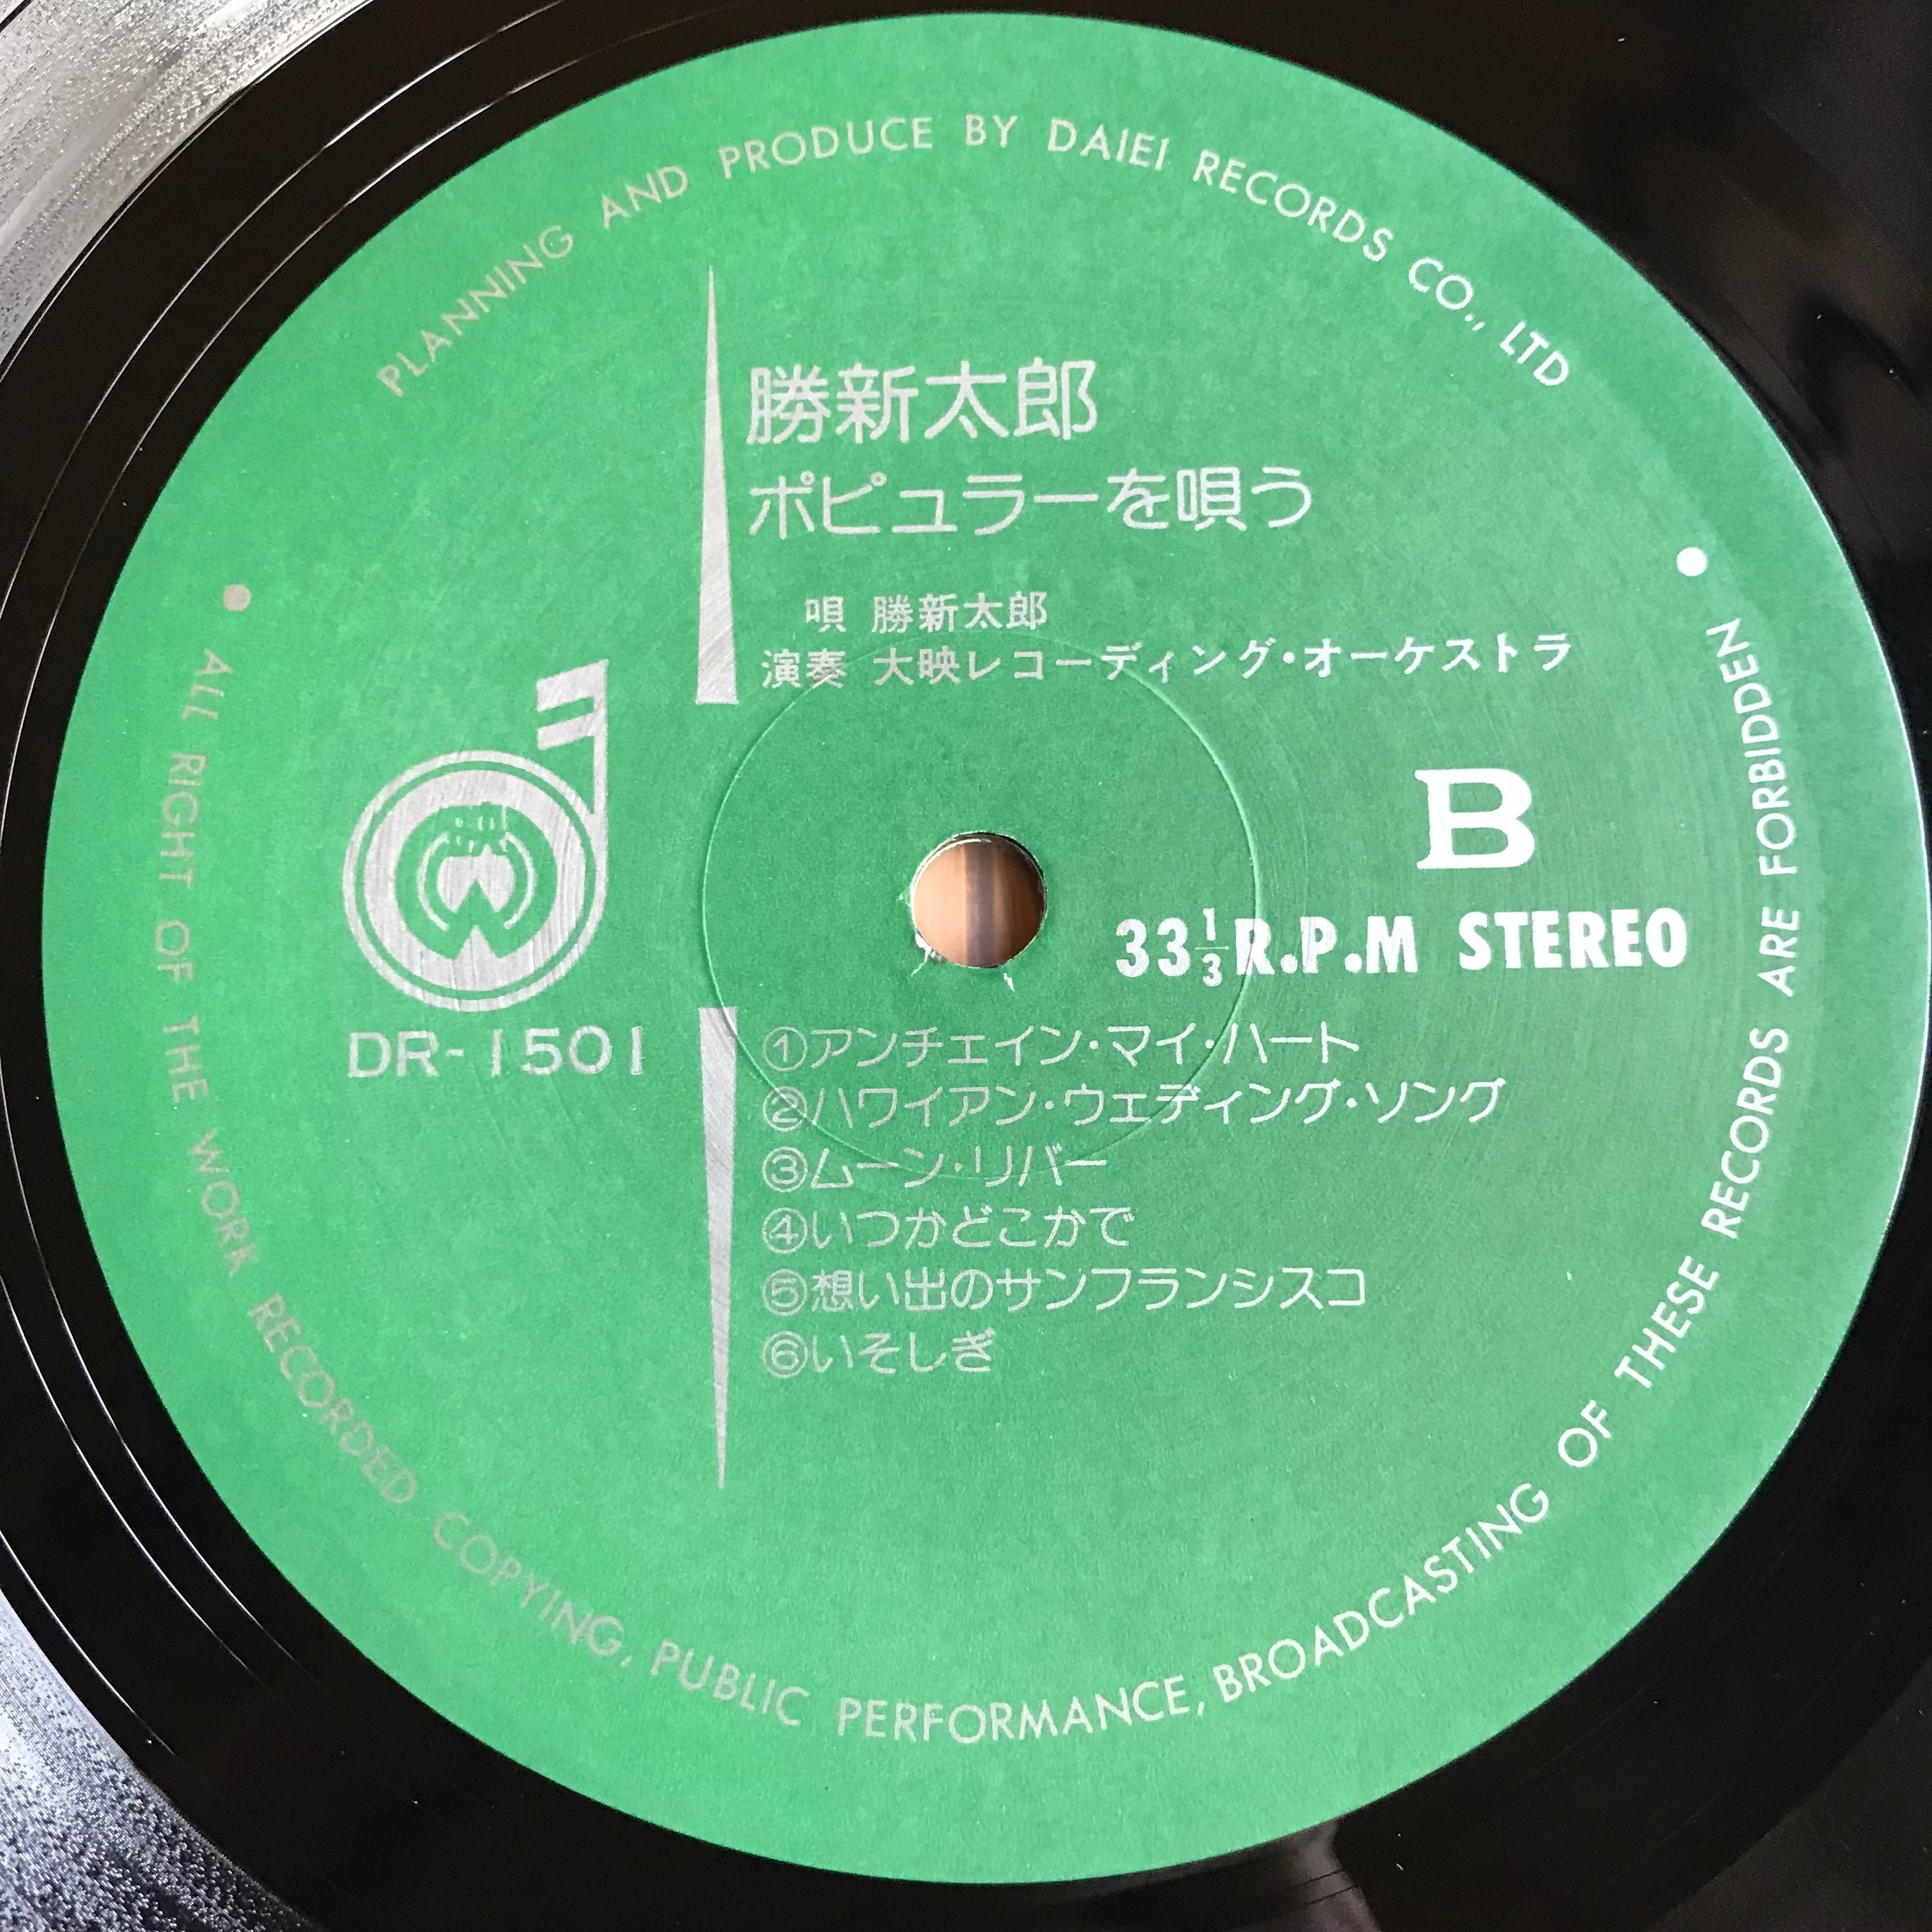 PLANNING AND PRODUCE BY DAIEI RECORDS CO., LTD
勝新太郎
ポピュラーを唄う
唄 勝新太郎
演奏 大映レコーディング・オーケストラ
B
33 1/3 R.P.M STEREO
DR-1501
①アンチェイン・マイ・ハート
②ハワイアン・ウェディング・ソング
③ムーン・リバー
④いつかどこかで
⑤想い出のサンフランシスコ
⑥いそしぎ
ALL RIGHT OF THE WORK RECORDED COPYING, PUBLIC PERFORMANCE, BROADCASTING OF THESE RECORDS ARE FORBIDDEN